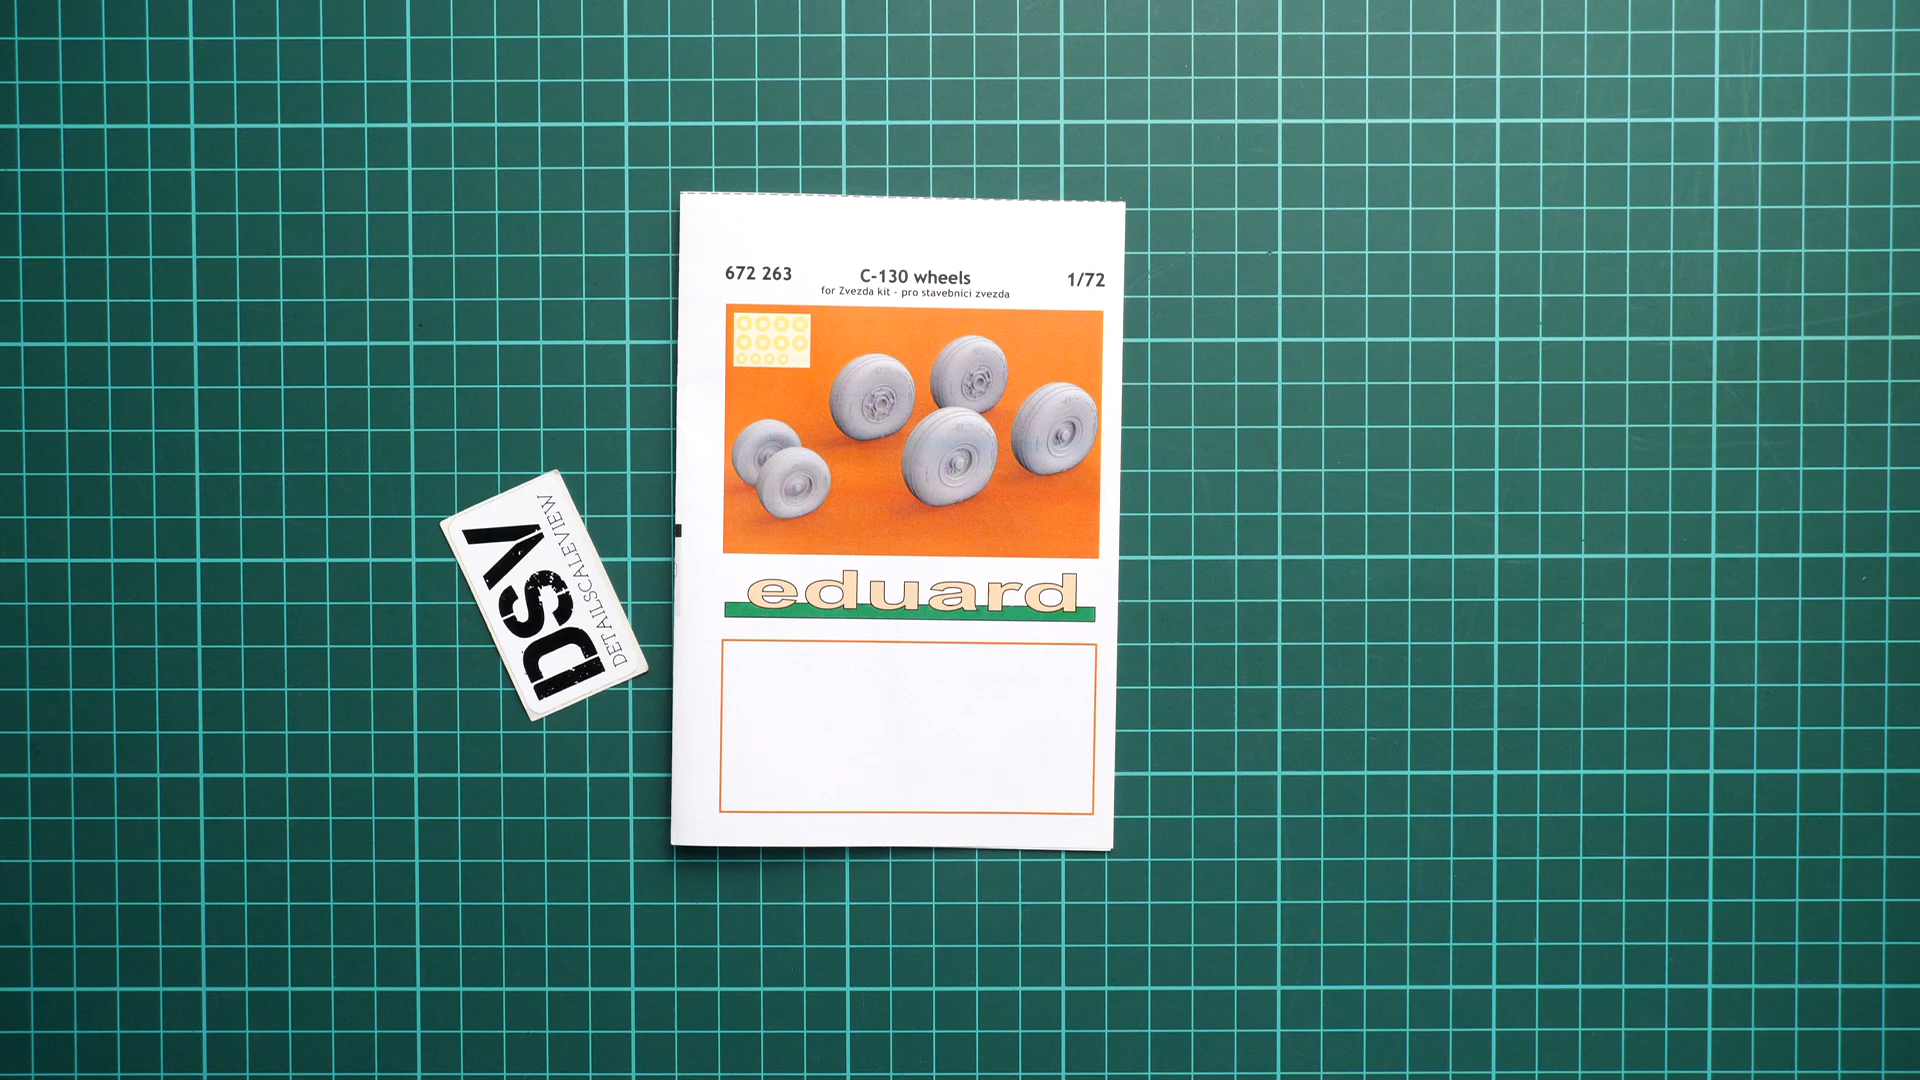 672 263
C-130 wheels
1/72
for Zvezda kit - pro stavebnici zvezda
eduard
DSV
DETAILSCALEVIEW